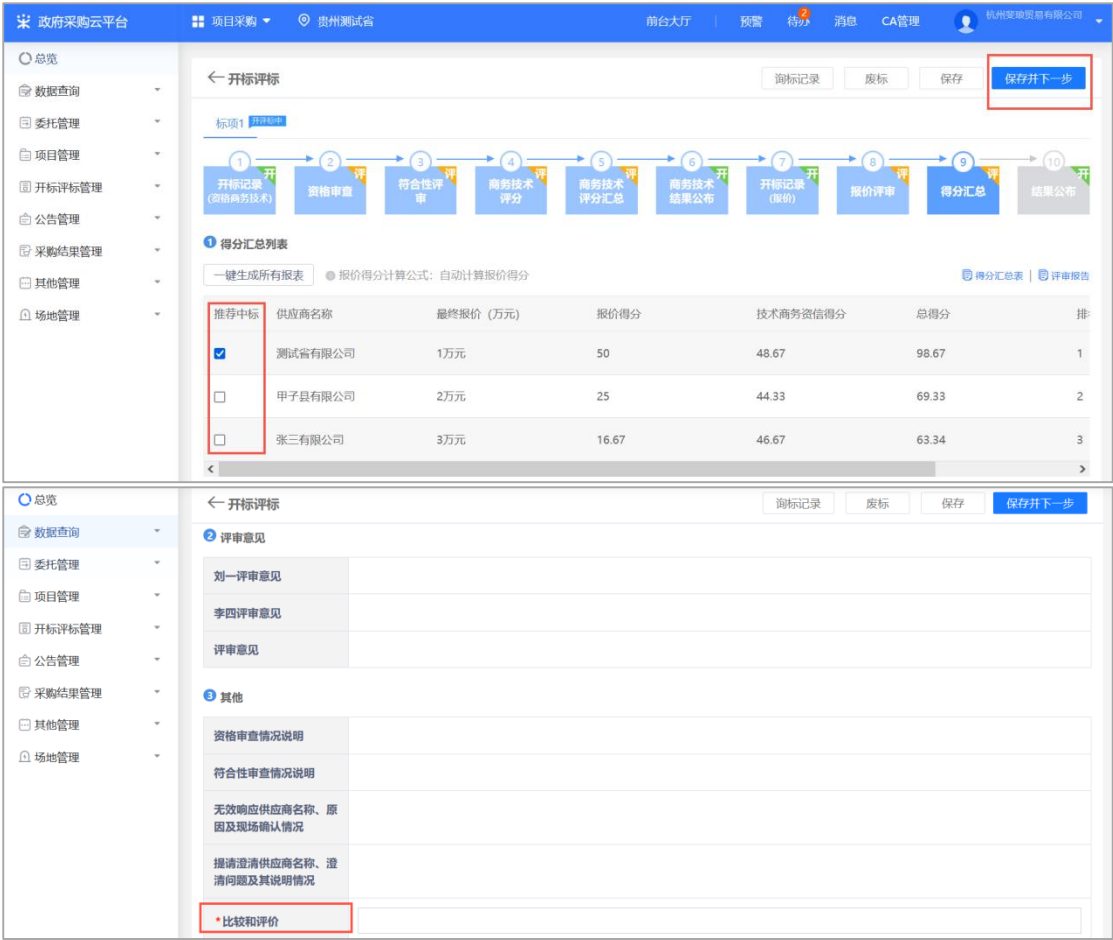 政府采购云平台
项目采购
贵州测试省
前台大厅
预警
待办
2
消息
CA管理
总览
数据查询
委托管理
项目管理
开标评标管理
公告管理
采购结果管理
其他管理
场地管理
开标评标
询标记录
废标
保存
保存并下一步
标项1 开评标中
1
2
3
4
5
6
7
8
9
10
开标记录
(资格商务技术)
开
资格审查
评
符合性评
审
评
商务技术
评分
评
商务技术
评分汇总
评
商务技术
结果公布
开
开标记录
(报价)
开
报价评审
评
得分汇总
评
结果公布
开
1 得分汇总列表
一键生成所有报表
报价得分计算公式：自动计算报价得分
得分汇总表 | 评审报告
推荐中标 供应商名称 最终报价 (万元) 报价得分 技术商务资信得分 总得分
测试省有限公司 1万元 50 48.67 98.67 1
甲子县有限公司 2万元 25 44.33 69.33 2
张三有限公司 3万元 16.67 46.67 63.34 3
总览
数据查询
委托管理
项目管理
开标评标管理
公告管理
采购结果管理
其他管理
场地管理
开标评标
询标记录
废标
保存
保存并下一步
2 评审意见
刘一评审意见
李四评审意见
评审意见
3 其他
资格审查情况说明
符合性审查情况说明
无效响应供应商名称、原
因及现场确认情况
提请澄清供应商名称、澄
清问题及其说明情况
*比较和评价